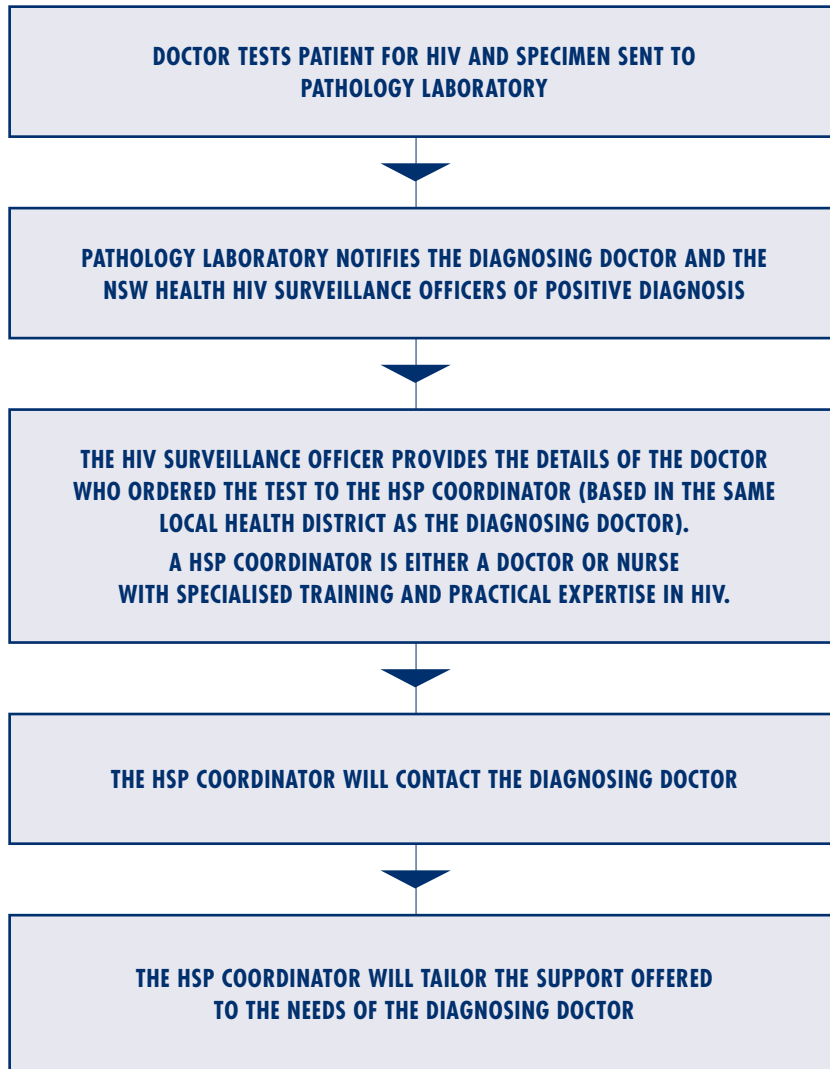 DOCTOR TESTS PATIENT FOR HIV AND SPECIMEN SENT TO
PATHOLOGY LABORATORY
PATHOLOGY LABORATORY NOTIFIES THE DIAGNOSING DOCTOR AND THE
NSW HEALTH HIV SURVEILLANCE OFFICERS OF POSITIVE DIAGNOSIS
THE HIV SURVEILLANCE OFFICER PROVIDES THE DETAILS OF THE DOCTOR
WHO ORDERED THE TEST TO THE HSP COORDINATOR (BASED IN THE SAME
LOCAL HEALTH DISTRICT AS THE DIAGNOSING DOCTOR).
A HSP COORDINATOR IS EITHER A DOCTOR OR NURSE
WITH SPECIALISED TRAINING AND PRACTICAL EXPERTISE IN HIV.
THE HSP COORDINATOR WILL CONTACT THE DIAGNOSING DOCTOR
THE HSP COORDINATOR WILL TAILOR THE SUPPORT OFFERED
TO THE NEEDS OF THE DIAGNOSING DOCTOR